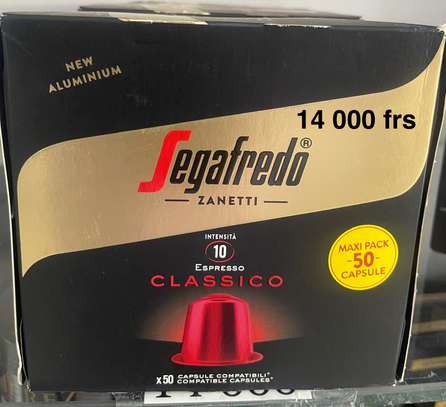 NEW
ALUMINIUM
14 000 frs
Segafredo®
ZANETTI
INTENSITÀ
10
ESPRESSO
CLASSICO
MAXI PACK
-50-
CAPSULE
x50 CAPSULE COMPATIBILI*
COMPATIBLE CAPSULES*